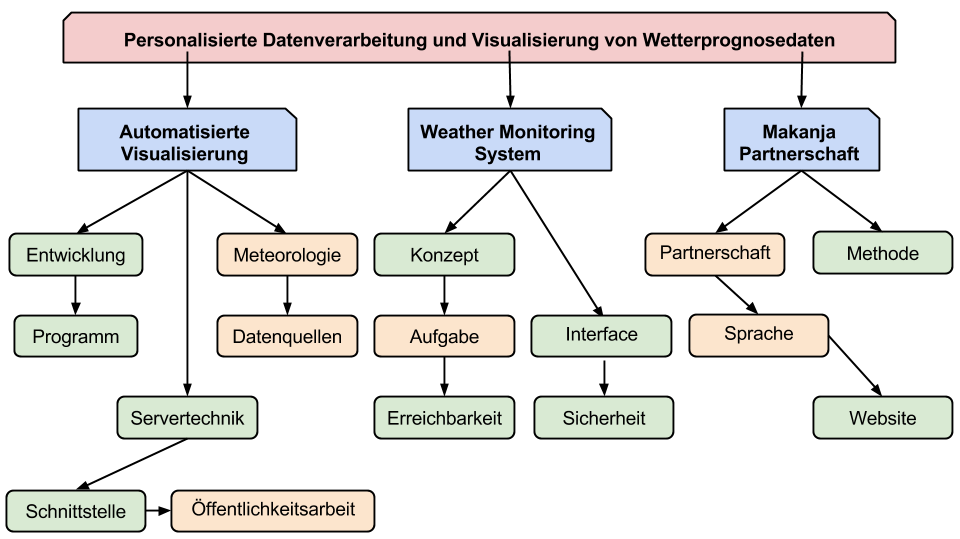 Personalisierte Datenverarbeitung und Visualisierung von Wetterprognosedaten
Automatisierte
Visualisierung
Weather Monitoring
System
Makanja
Partnerschaft
Entwicklung
Meteorologie
Konzept
Partnerschaft
Methode
Programm
Datenquellen
Aufgabe
Interface
Sprache
Servertechnik
Erreichbarkeit
Sicherheit
Website
Schnittstelle
Öffentlichkeitsarbeit